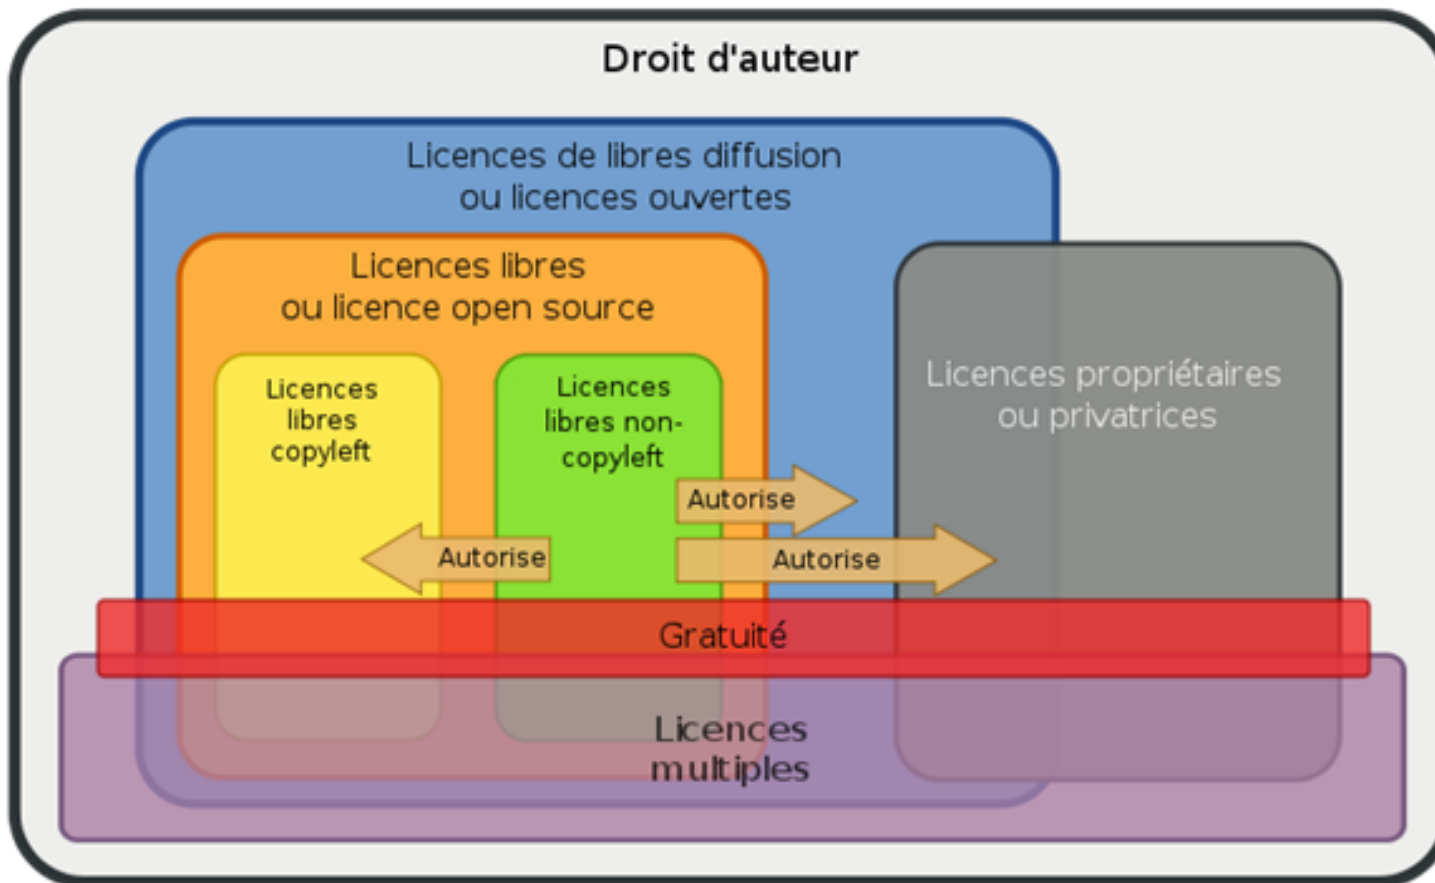 Droit d'auteur
Licences de libres diffusion
ou licences ouvertes
Licences libres
ou licence open source
Licences
libres
copyleft
Licences
libres non-
copyleft
Licences propriétaires
ou privatrices
Autorise
Autorise
Autorise
Gratuité
Licences
multiples